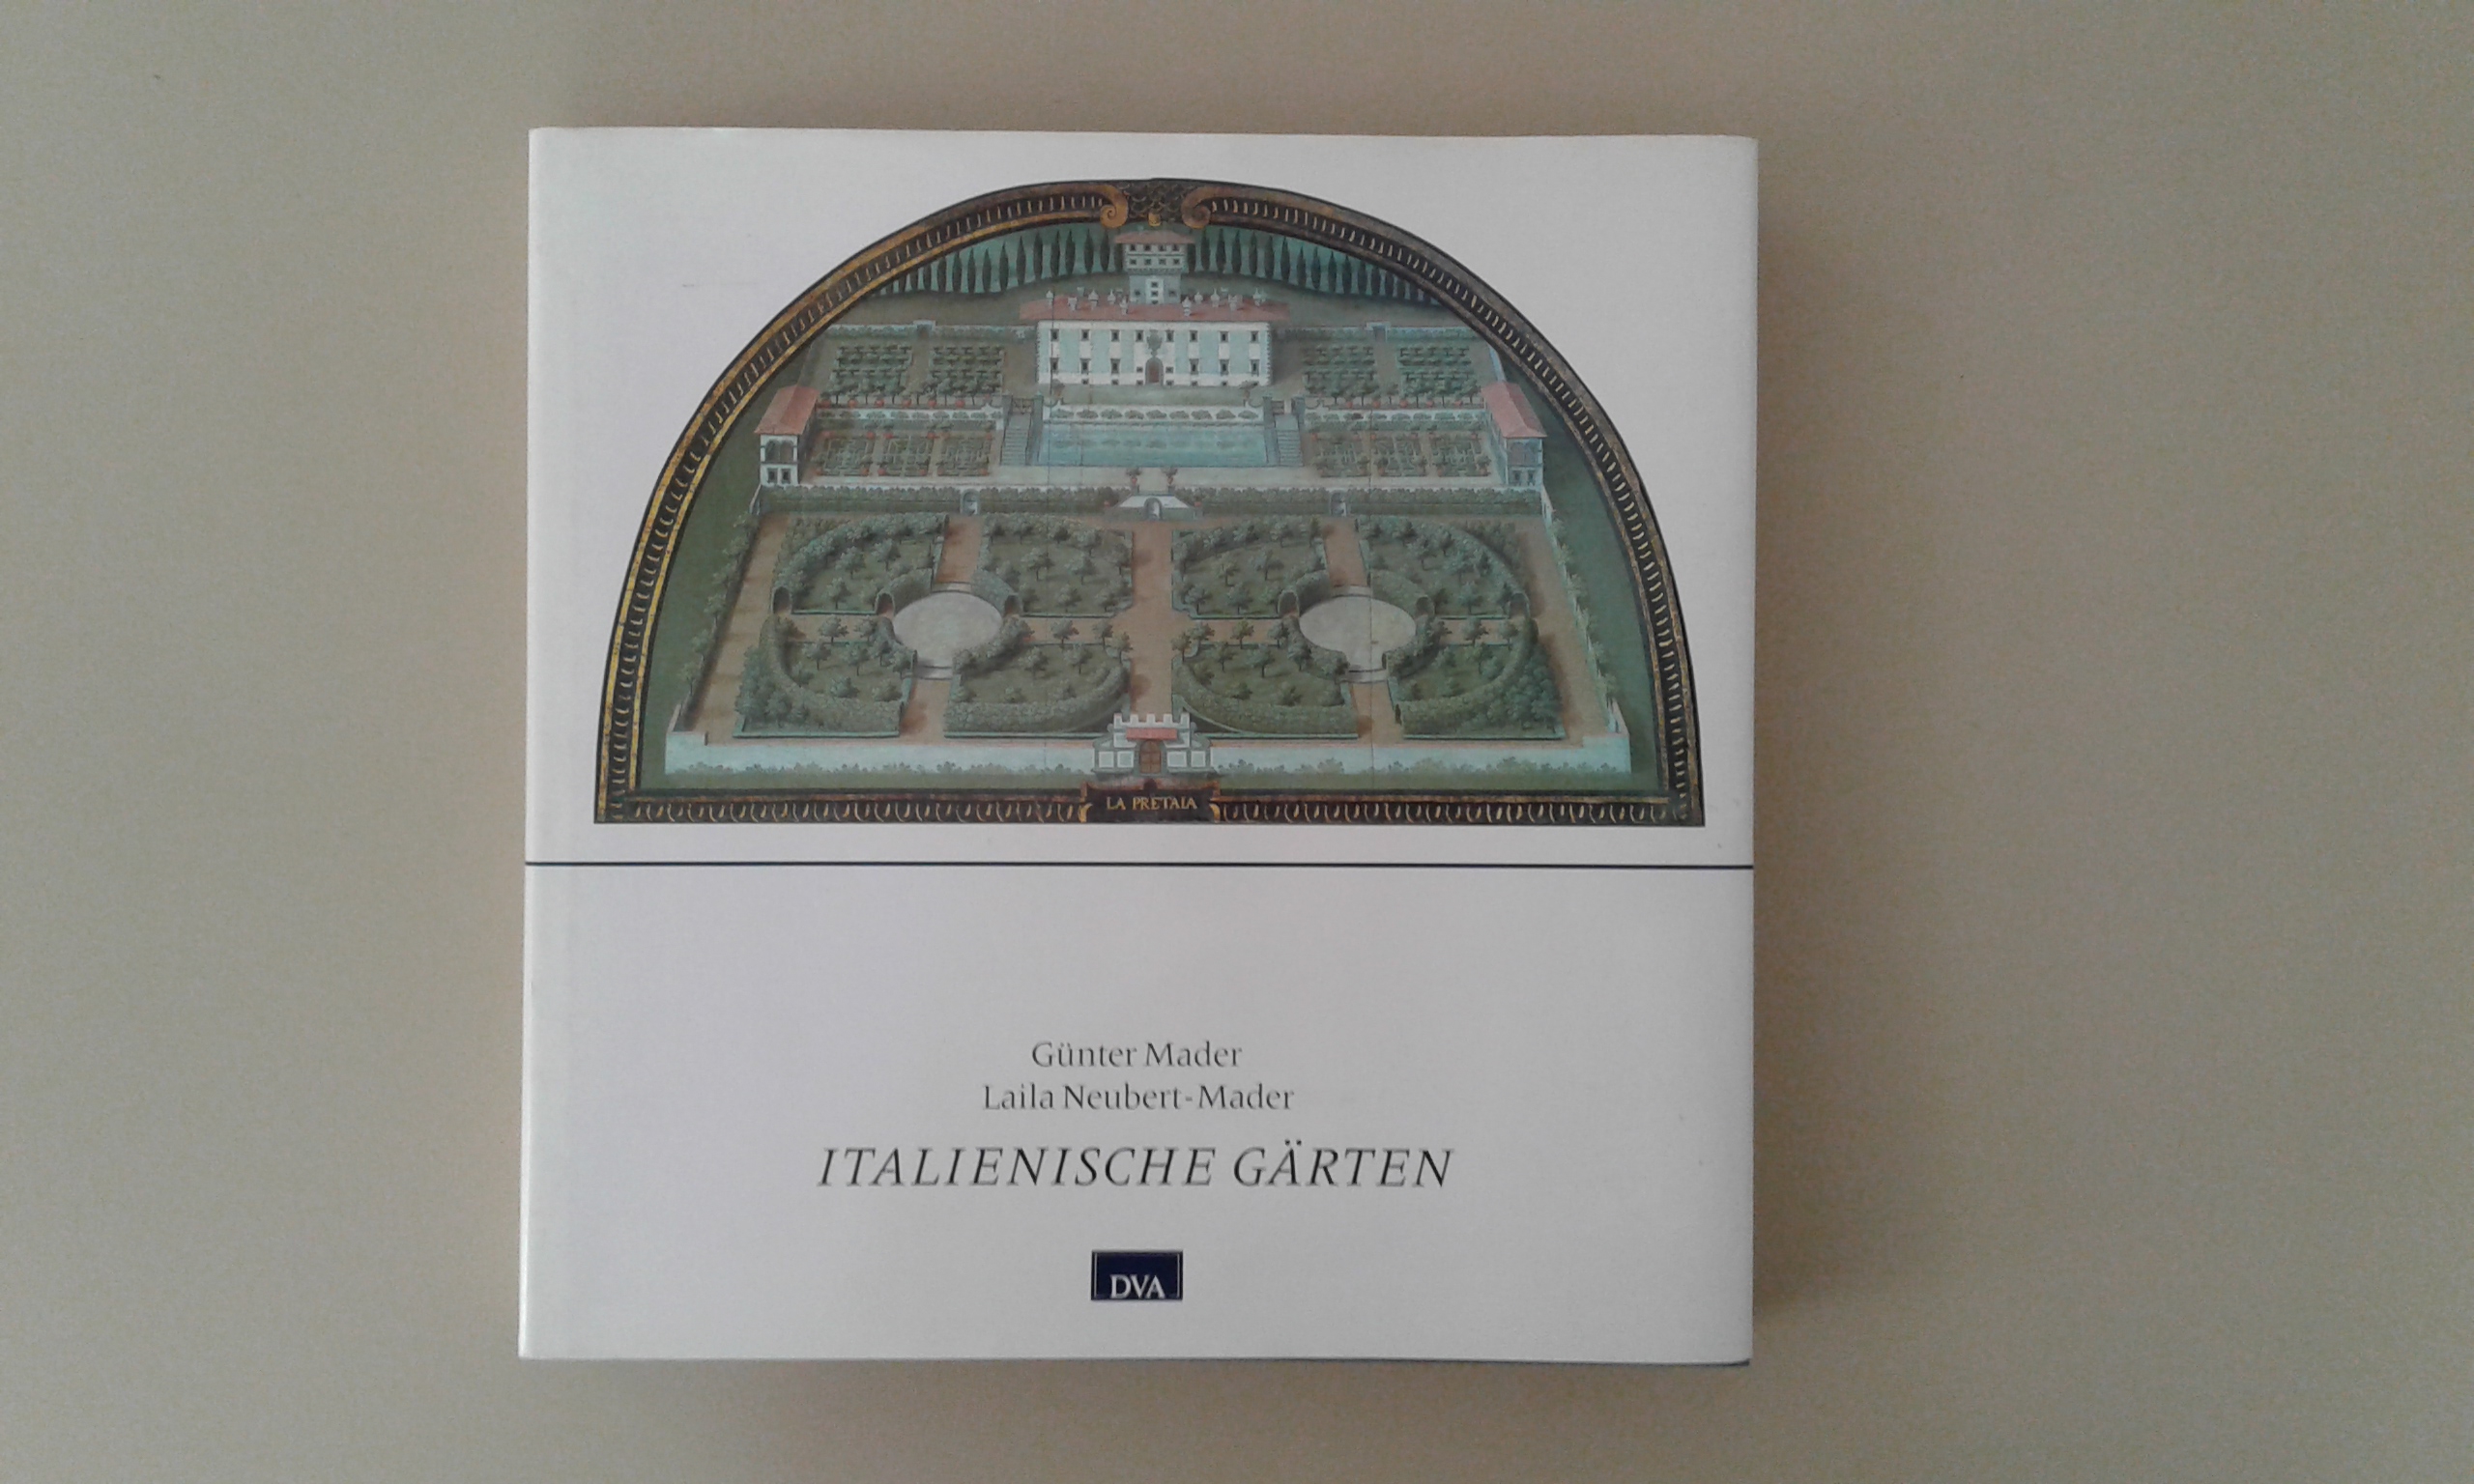 LA PRETAIA
Günter Mader
Laila Neubert-Mader
ITALIENISCHE GÄRTEN
DVA